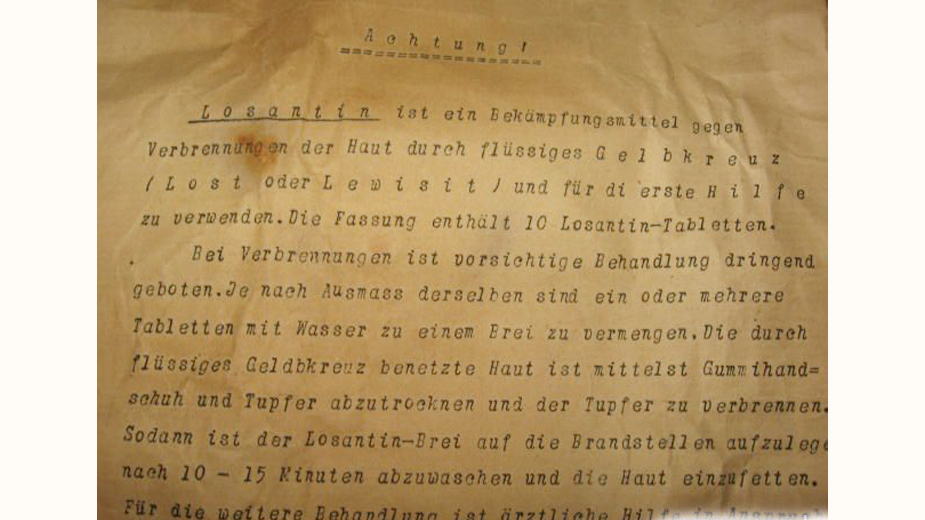 Achtung!
Losantin ist ein Bekämpfungsmittel gegen
Verbrennungen der Haut durch flüssiges Gelbkreuz
(Lost oder Lewisit) und für di erste Hilfe
zu verwenden.Die Fassung enthält 10 Losantin-Tabletten.
Bei Verbrennungen ist vorsichtige Behandlung dringend
geboten.Je nach Ausmass derselben sind ein oder mehrere
Tabletten mit Wasser zu einem Brei zu vermengen.Die durch
flüssiges Geldbkreuz benetzte Haut ist mittelst Gummihand=
schuh und Tupfer abzutrocknen und der Tupfer zu verbrennen.
Sodann ist der Losantin-Brei auf die Brandstellen aufzulege
nach 10 - 15 Minuten abzuwaschen und die Haut einzufetten.
Für die weitere Behandlung ist ärztliche Hilfe in